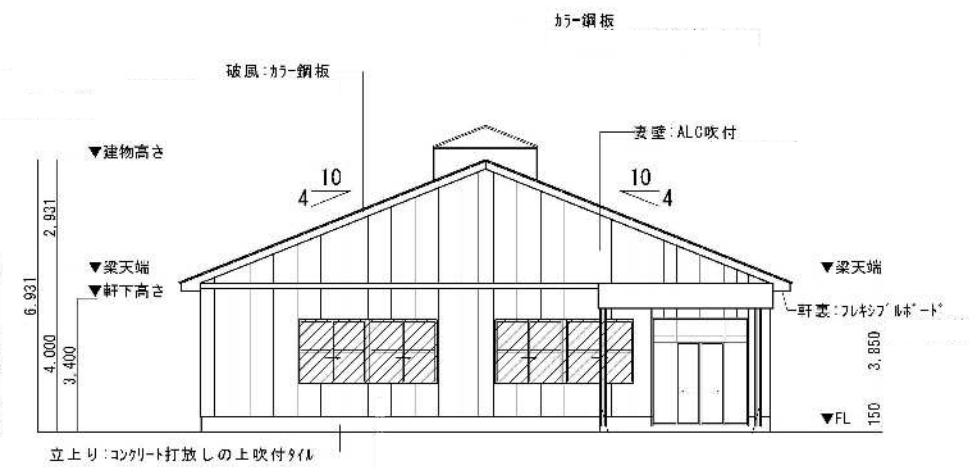 カラー鋼板
破風:カラー鋼板
妻壁:ALC吹付
▼建物高さ
10
4
10
4
2,931
6,931
4,000
3,400
▼梁天端
▼軒下高さ
▼梁天端
軒裏:フレキシブルボード
3,850
150
▼FL
立上り:コンクリート打放しの上吹付タイル